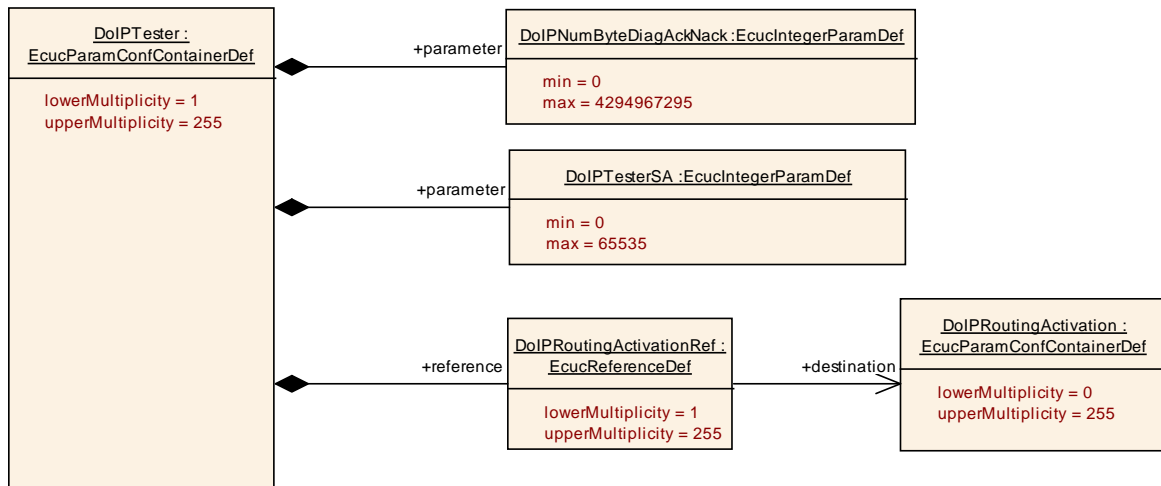 DoIPTester :
EcucParamConfContainerDef
lowerMultiplicity = 1
upperMultiplicity = 255
+parameter
DoIPNumByteDiagAckNack :EcucIntegerParamDef
min = 0
max = 4294967295
+parameter
DoIPTesterSA :EcucIntegerParamDef
min = 0
max = 65535
+reference
DoIPRoutingActivationRef :
EcucReferenceDef
lowerMultiplicity = 1
upperMultiplicity = 255
+destination
DoIPRoutingActivation :
EcucParamConfContainerDef
lowerMultiplicity = 0
upperMultiplicity = 255